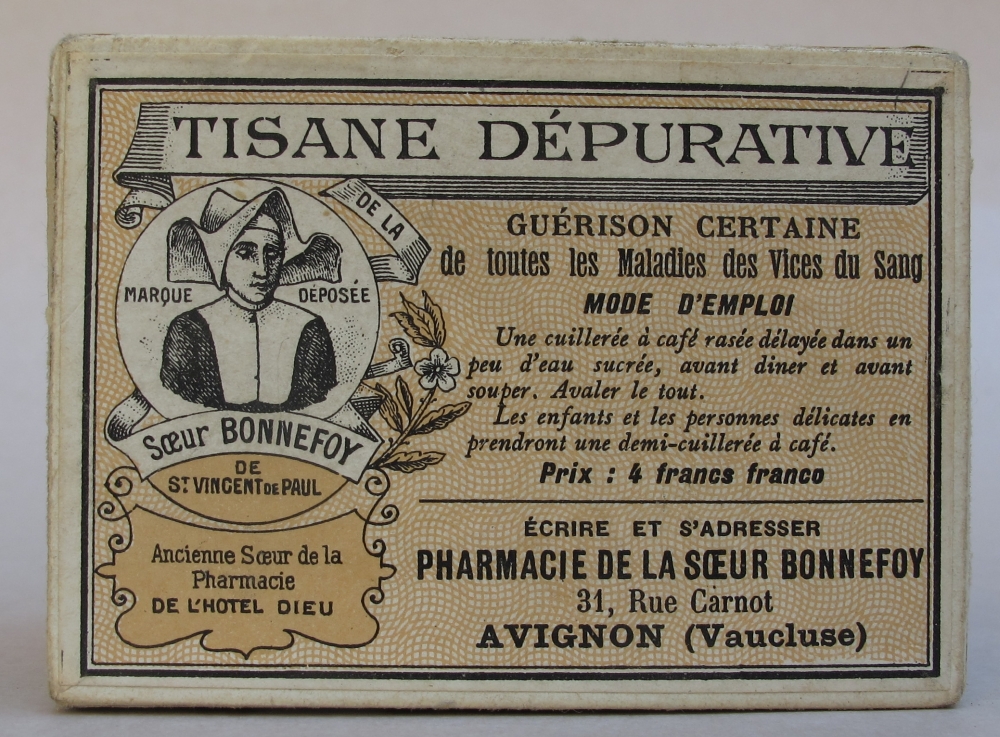 TISANE DÉPURATIVE
DE LA
MARQUE DÉPOSÉE
Sœur BONNEFOY
DE
ST VINCENT DE PAUL
Ancienne Sœur de la
Pharmacie
DE L'HOTEL DIEU
GUÉRISON CERTAINE
de toutes les Maladies des Vices du Sang
MODE D'EMPLOI
Une cuillerée à café rasée délayée dans un
peu d'eau sucrée, avant diner et avant
souper. Avaler le tout.
Les enfants et les personnes délicates en
prendront une demi-cuillerée à café.
Prix : 4 francs franco
ÉCRIRE ET S'ADRESSER
PHARMACIE DE LA SŒUR BONNEFOY
31, Rue Carnot
AVIGNON (Vaucluse)